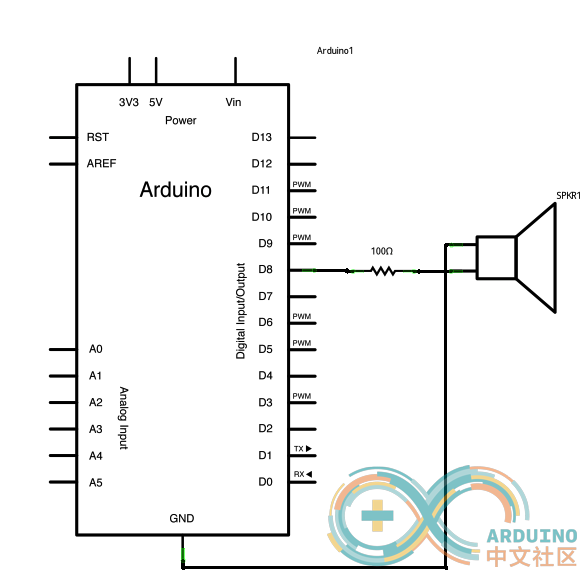 Arduino1
3V3 5V Vin
Power
RST
AREF
Arduino
D13
D12
D11 PWM
D10 PWM
D9 PWM
D8
D7
D6 PWM
D5 PWM
D4
D3 PWM
D2
D1 TX
D0 RX
Digital Input/Output
A0
A1
A2
A3
A4
A5
Analog Input
GND
100Ω
SPKR1
ARDUINO
中文社区